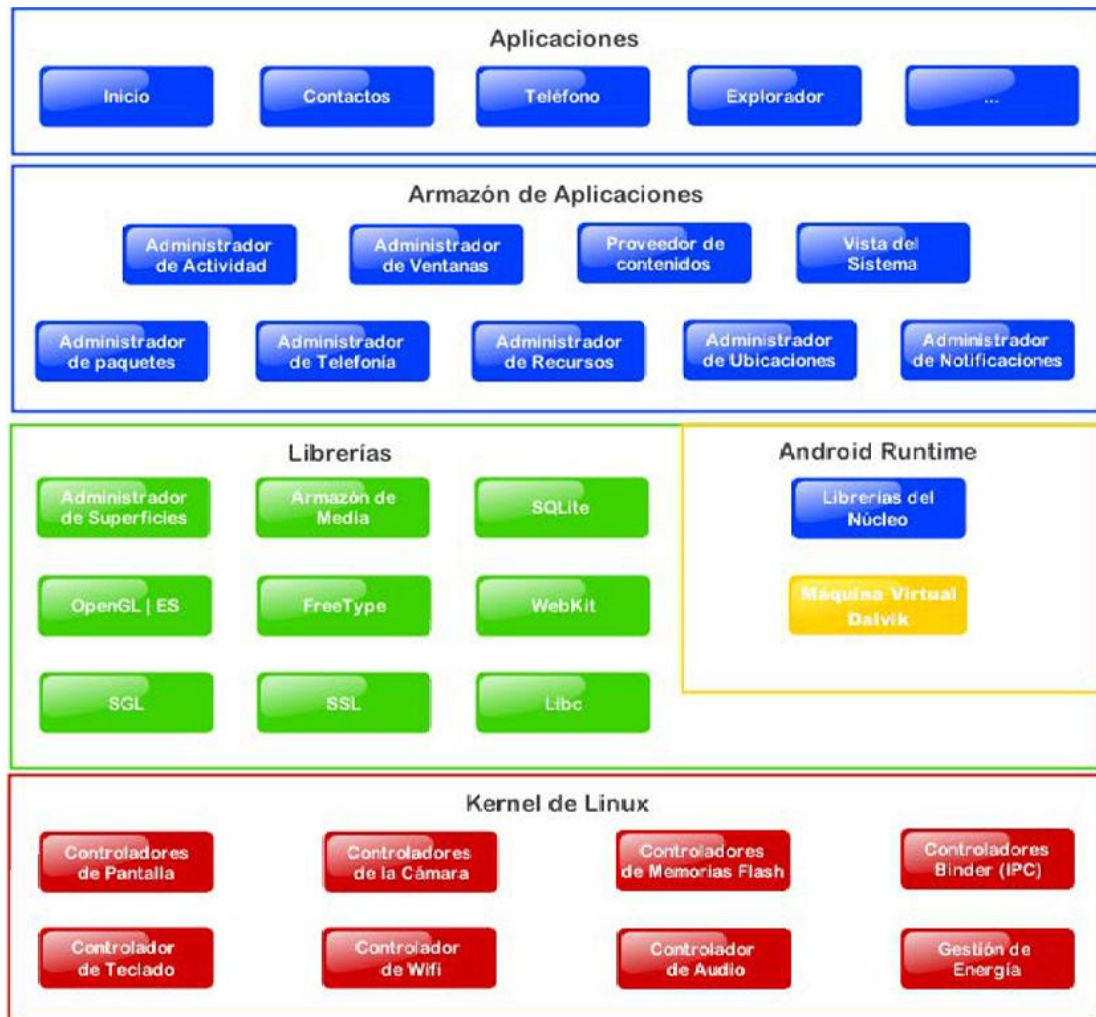 Aplicaciones
Inicio
Contactos
Teléfono
Explorador
...
Armazón de Aplicaciones
Administrador
de Actividad
Administrador
de Ventanas
Proveedor de
contenidos
Vista del
Sistema
Administrador
de paquetes
Administrador
de Telefonía
Administrador
de Recursos
Administrador
de Ubicaciones
Administrador
de Notificaciones
Librerías
Administrador
de Superficies
Armazón de
Media
SQLite
OpenGL | ES
FreeType
WebKit
SGL
SSL
Libc
Android Runtime
Librerías del
Núcleo
Máquina Virtual
Dalvik
Kernel de Linux
Controladores
de Pantalla
Controladores
de la Cámara
Controladores
de Memorias Flash
Controladores
Binder (IPC)
Controlador
de Teclado
Controlador
de Wifi
Controlador
de Audio
Gestión de
Energía